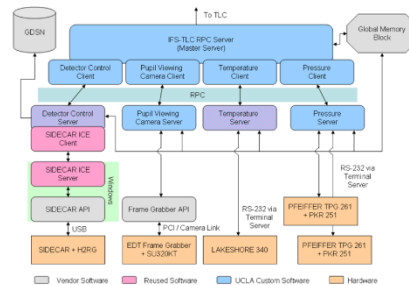 To TLC
GDSN
IFS-TLC RPC Server
(Master Server)
Global Memory
Block
Detector Control
Client
Pupil Viewing
Camera Client
Temperature
Client
Pressure
Client
RPC
Detector Control
Server
Pupil Viewing
Camera Server
Temperature
Server
Pressure
Server
SIDECAR ICE
Client
SIDECAR ICE
Server
Windows
RS-232 via
Terminal
Server
SIDECAR API
Frame Grabber API
RS-232 via
Terminal
Server
PFEIFFER TPG 261
+ PKR 251
USB
PCI / Camera Link
SIDECAR + H2RG
EDT Frame Grabber
+ SU320KT
LAKESHORE 340
PFEIFFER TPG 261
+ PKR 251
Vendor Software
Reused Software
UCLA Custom Software
Hardware